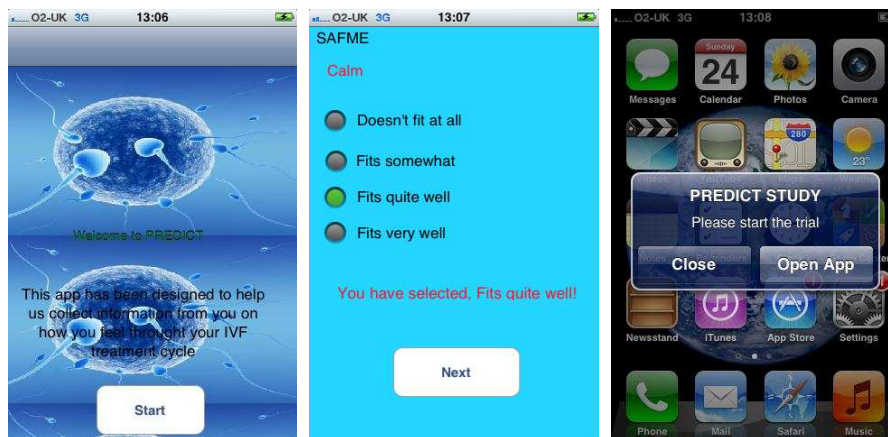 O2-UK 3G 13:06
Welcome to PREDICT
This app has been designed to help
us collect information from you on
how you feel throught your IVF
treatment cycle
Start
O2-UK 3G 13:07
SAFME
Calm
Doesn't fit at all
Fits somewhat
Fits quite well
Fits very well
You have selected, Fits quite well!
Next
O2-UK 3G 13:08
Sunday
24
280
Messages Calendar Photos Camera
23°
PREDICT STUDY
Please start the trial
Close Open App
Newsstand iTunes App Store Settings
Phone Mail Safari Music